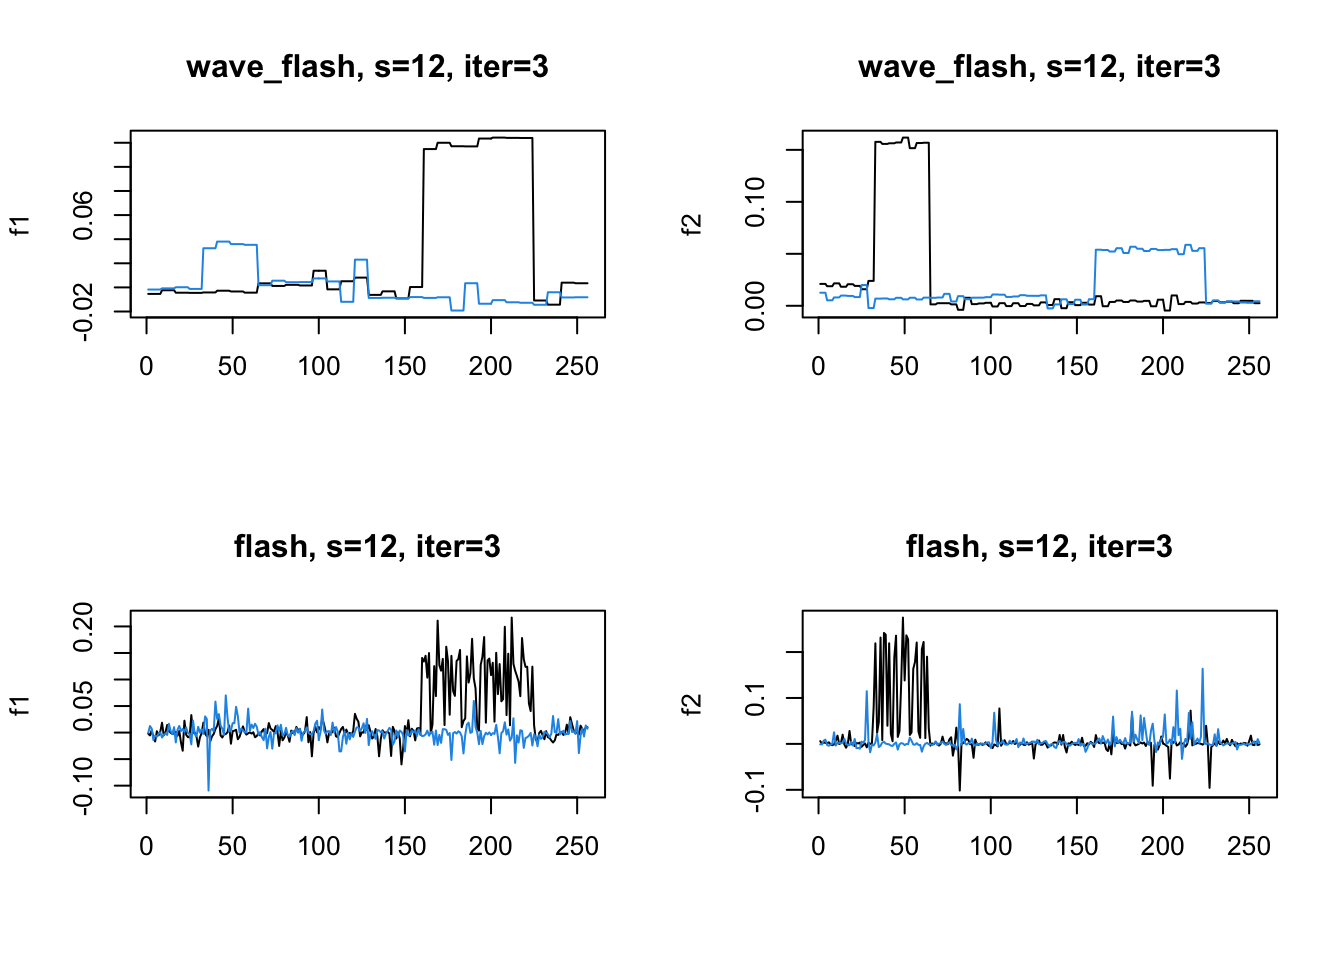 wave_flash, s=12, iter=3
f1
0.06
-0.02
0 50 100 150 200 250
wave_flash, s=12, iter=3
f2
0.10
0.00
0 50 100 150 200 250
flash, s=12, iter=3
f1
0.20
0.05
-0.10
0 50 100 150 200 250
flash, s=12, iter=3
f2
0.1
-0.1
0 50 100 150 200 250